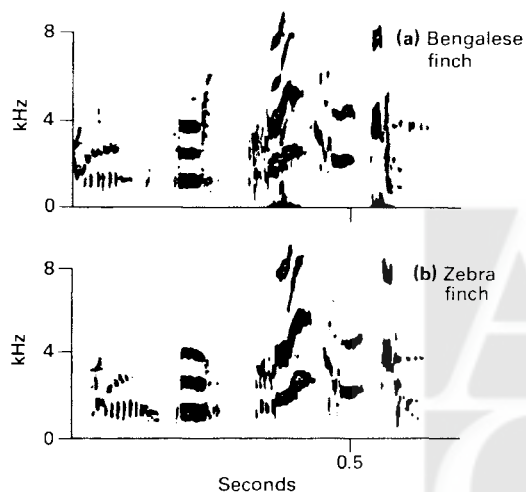 8
(a) Bengalese
finch
kHz
4
0
8
(b) Zebra
finch
kHz
4
0
0.5
Seconds